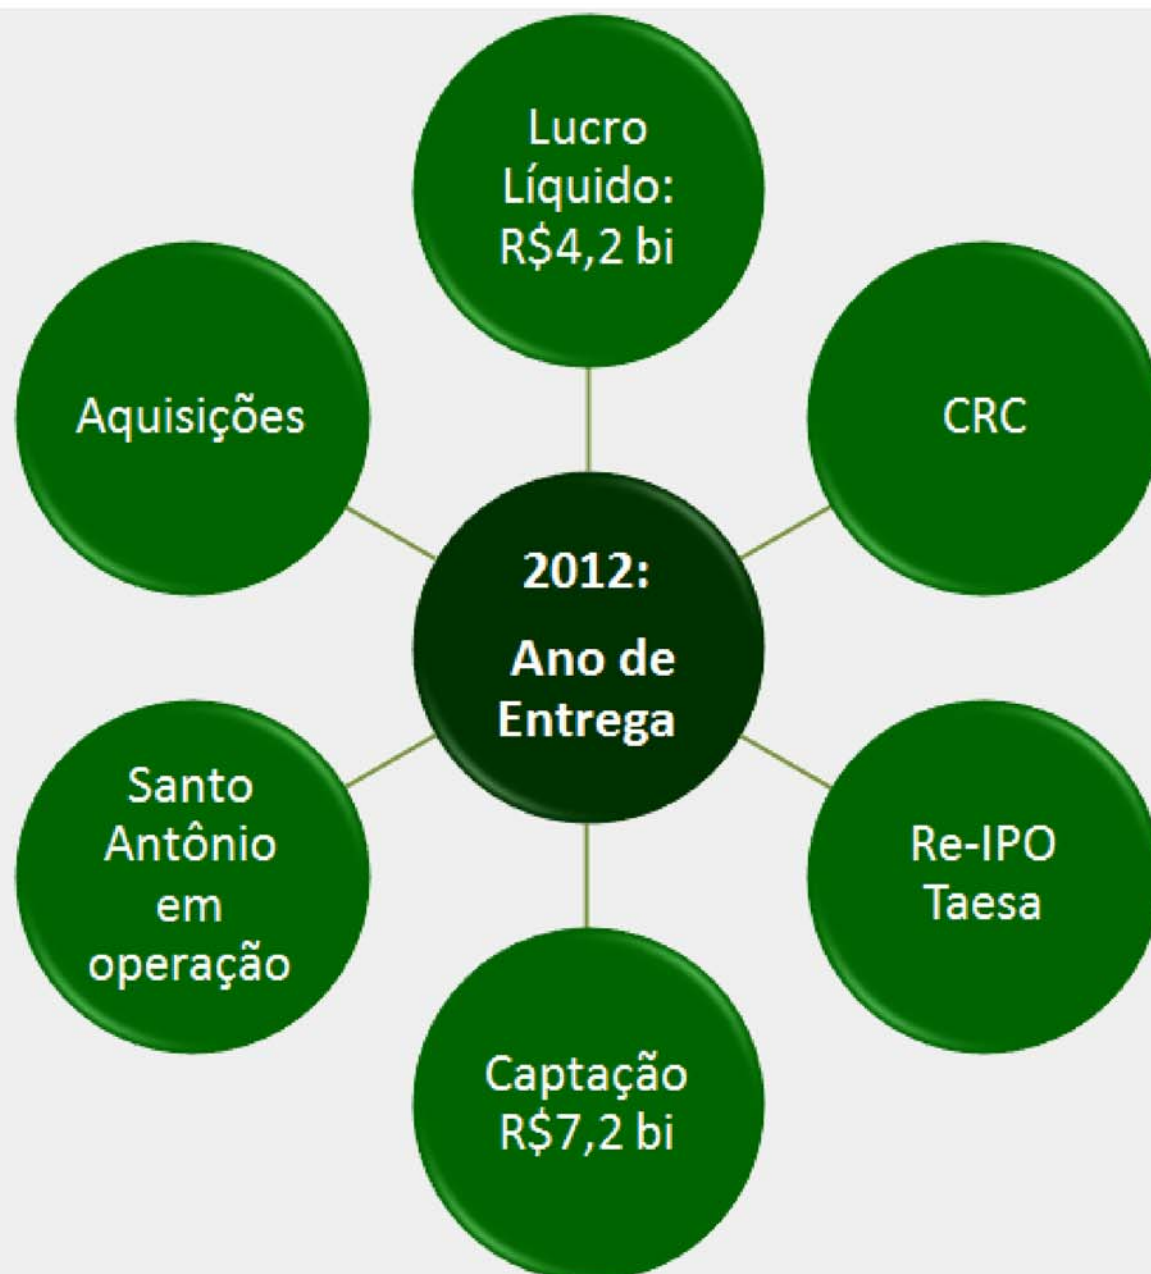 Lucro
Líquido:
R$4,2 bi
Aquisições
CRC
2012:
Ano de
Entrega
Santo
Antônio
em
operação
Re-IPO
Taesa
Captação
R$7,2 bi